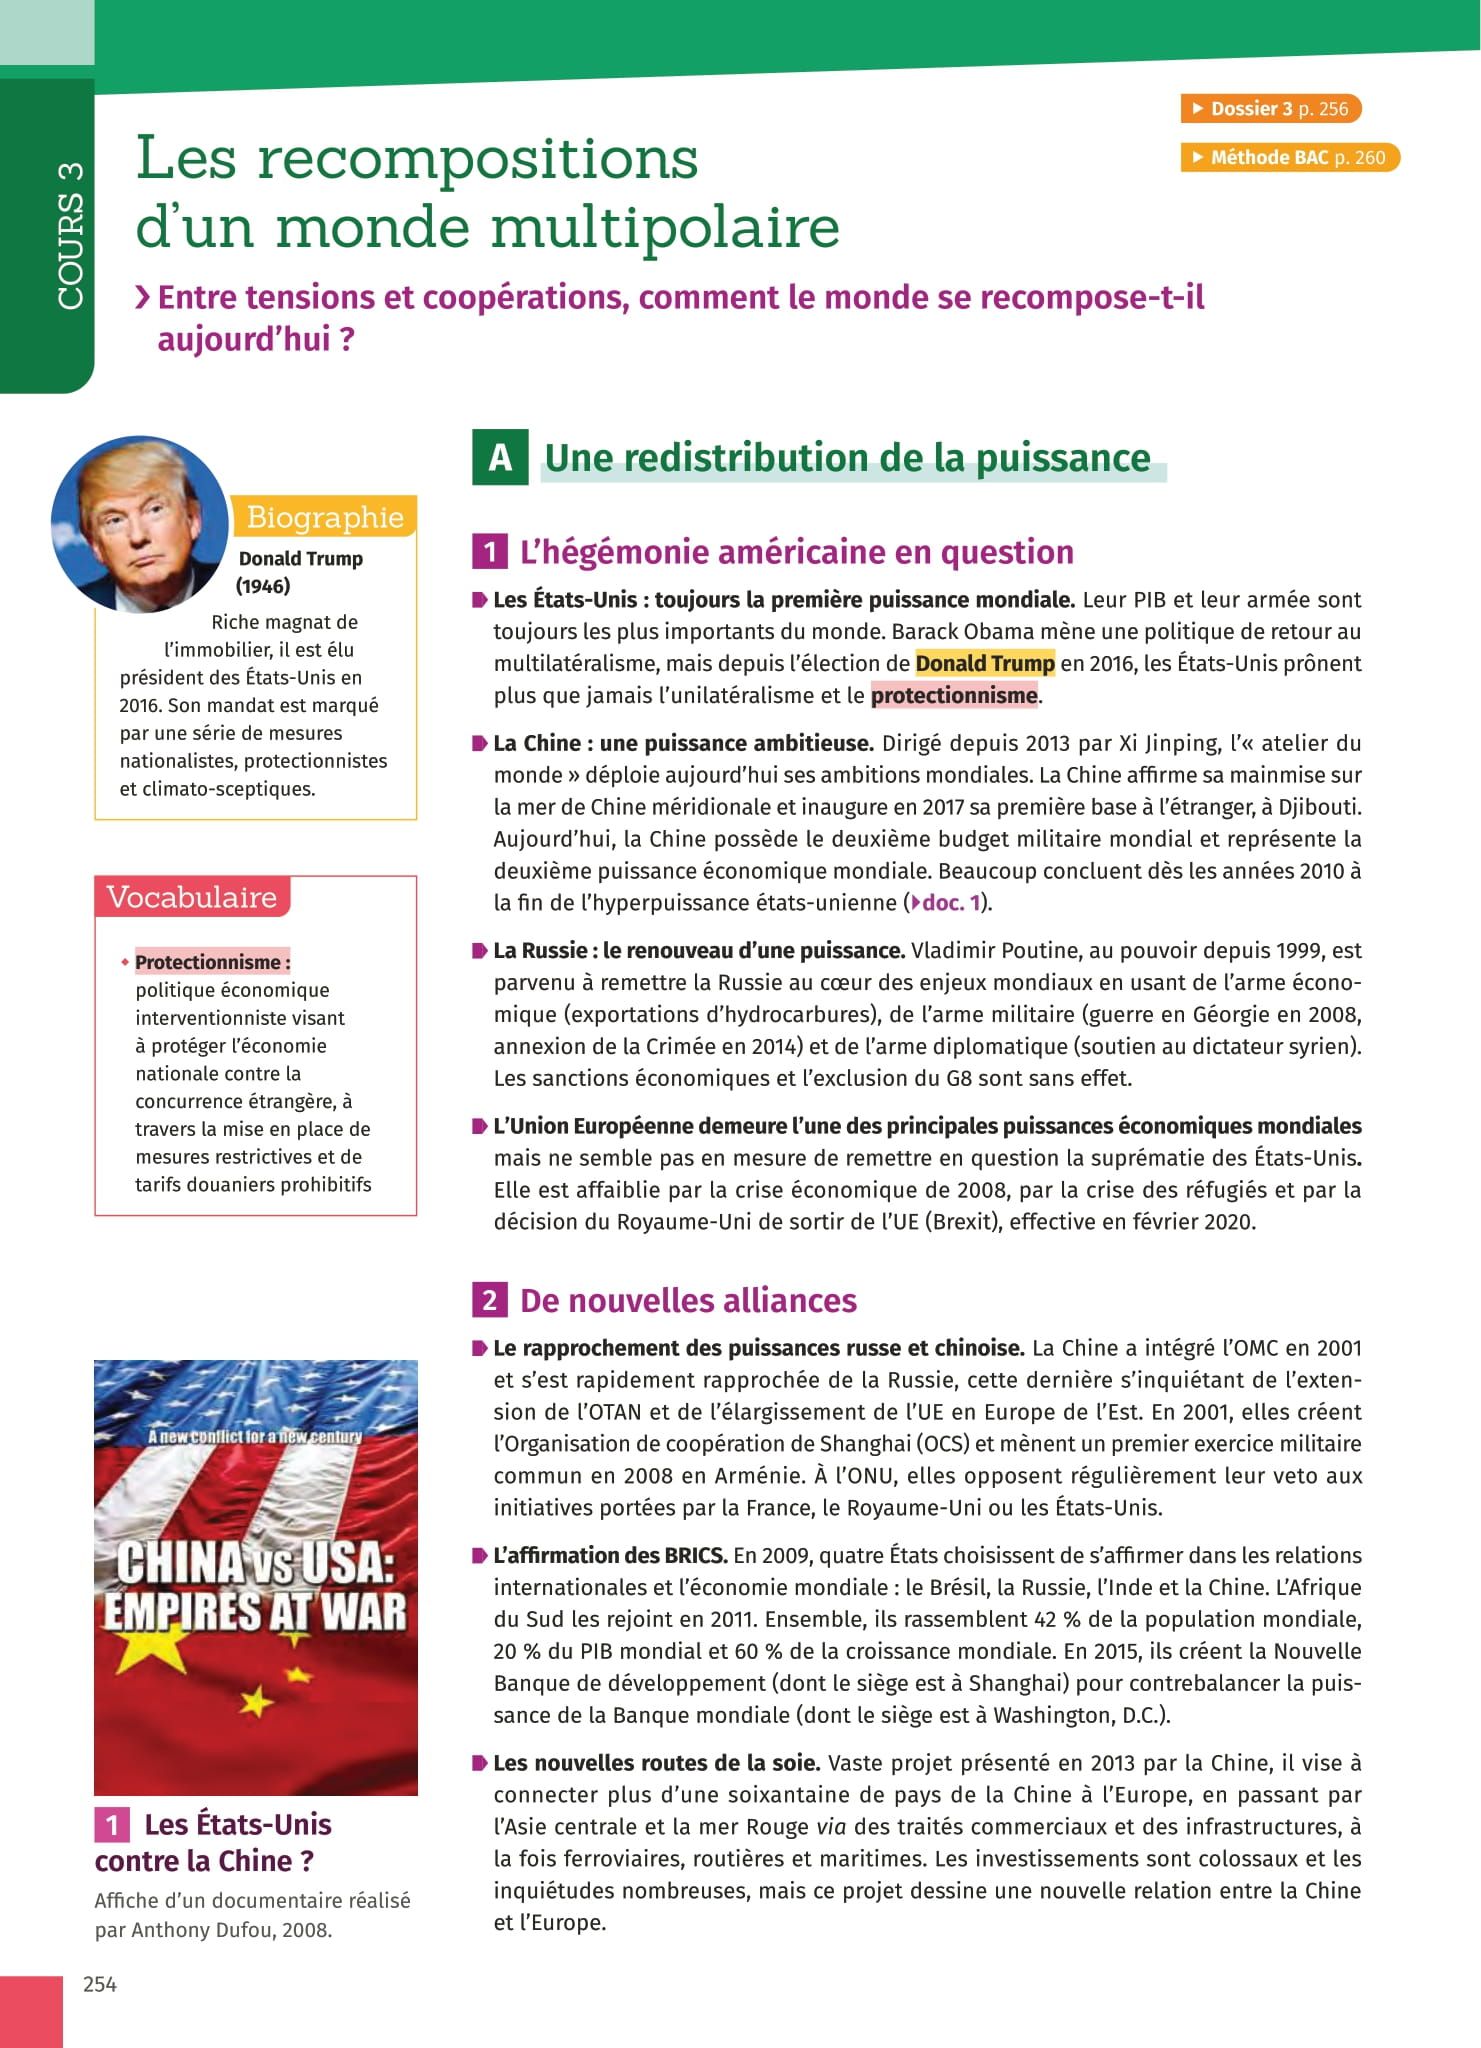 COURS 3
Dossier 3 p. 256
Méthode BAC p. 260
Les recompositions
d'un monde multipolaire
Entre tensions et coopérations, comment le monde se recompose-t-il
aujourd'hui ?
Biographie
Donald Trump
(1946)
Riche magnat de
l'immobilier, il est élu
président des États-Unis en
2016. Son mandat est marqué
par une série de mesures
nationalistes, protectionnistes
et climato-sceptiques.
Vocabulaire
• Protectionnisme :
politique économique
interventionniste visant
à protéger l'économie
nationale contre la
concurrence étrangère, à
travers la mise en place de
mesures restrictives et de
tarifs douaniers prohibitifs
A new conflict for a new century
CHINA vs USA:
EMPIRES AT WAR
1 Les États-Unis
contre la Chine ?
Affiche d'un documentaire réalisé
par Anthony Dufou, 2008.
A Une redistribution de la puissance
1 L'hégémonie américaine en question
Les États-Unis : toujours la première puissance mondiale. Leur PIB et leur armée sont
toujours les plus importants du monde. Barack Obama mène une politique de retour au
multilatéralisme, mais depuis l'élection de Donald Trump en 2016, les États-Unis prônent
plus que jamais l'unilatéralisme et le protectionnisme.
La Chine : une puissance ambitieuse. Dirigé depuis 2013 par Xi Jinping, l'« atelier du
monde » déploie aujourd'hui ses ambitions mondiales. La Chine affirme sa mainmise sur
la mer de Chine méridionale et inaugure en 2017 sa première base à l'étranger, à Djibouti.
Aujourd'hui, la Chine possède le deuxième budget militaire mondial et représente la
deuxième puissance économique mondiale. Beaucoup concluent dès les années 2010 à
la fin de l'hyperpuissance états-unienne (doc. 1).
La Russie : le renouveau d'une puissance. Vladimir Poutine, au pouvoir depuis 1999, est
parvenu à remettre la Russie au cœur des enjeux mondiaux en usant de l'arme écono-
mique (exportations d'hydrocarbures), de l'arme militaire (guerre en Géorgie en 2008,
annexion de la Crimée en 2014) et de l'arme diplomatique (soutien au dictateur syrien).
Les sanctions économiques et l'exclusion du G8 sont sans effet.
L'Union Européenne demeure l'une des principales puissances économiques mondiales
mais ne semble pas en mesure de remettre en question la suprématie des États-Unis.
Elle est affaiblie par la crise économique de 2008, par la crise des réfugiés et par la
décision du Royaume-Uni de sortir de l'UE (Brexit), effective en février 2020.
2 De nouvelles alliances
Le rapprochement des puissances russe et chinoise. La Chine a intégré l'OMC en 2001
et s'est rapidement rapprochée de la Russie, cette dernière s'inquiétant de l'exten-
sion de l'OTAN et de l'élargissement de l'UE en Europe de l'Est. En 2001, elles créent
l'Organisation de coopération de Shanghai (OCS) et mènent un premier exercice militaire
commun en 2008 en Arménie. À l'ONU, elles opposent régulièrement leur veto aux
initiatives portées par la France, le Royaume-Uni ou les États-Unis.
L'affirmation des BRICS. En 2009, quatre États choisissent de s'affirmer dans les relations
internationales et l'économie mondiale : le Brésil, la Russie, l'Inde et la Chine. L'Afrique
du Sud les rejoint en 2011. Ensemble, ils rassemblent 42 % de la population mondiale,
20 % du PIB mondial et 60 % de la croissance mondiale. En 2015, ils créent la Nouvelle
Banque de développement (dont le siège est à Shanghai) pour contrebalancer la puis-
sance de la Banque mondiale (dont le siège est à Washington, D.C.).
Les nouvelles routes de la soie. Vaste projet présenté en 2013 par la Chine, il vise à
connecter plus d'une soixantaine de pays de la Chine à l'Europe, en passant par
l'Asie centrale et la mer Rouge via des traités commerciaux et des infrastructures, à
la fois ferroviaires, routières et maritimes. Les investissements sont colossaux et les
inquiétudes nombreuses, mais ce projet dessine une nouvelle relation entre la Chine
et l'Europe.
254